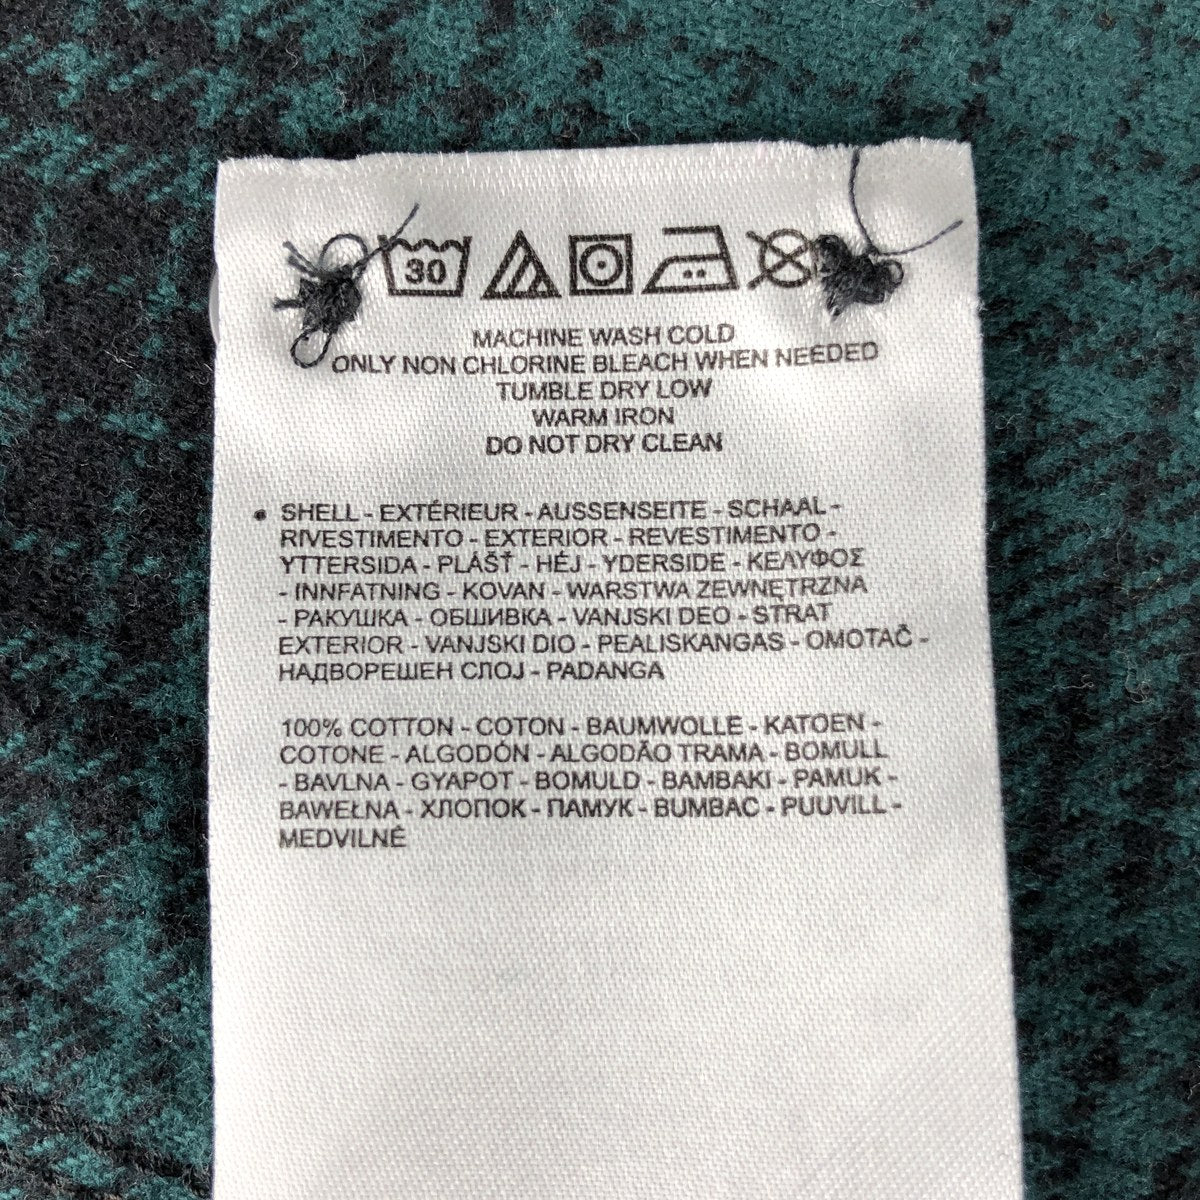 30
MACHINE WASH COLD
ONLY NON CHLORINE BLEACH WHEN NEEDED
TUMBLE DRY LOW
WARM IRON
DO NOT DRY CLEAN
• SHELL - EXTÉRIEUR - AUSSENSEITE - SCHAAL -
RIVESTIMENTO - EXTERIOR - REVESTIMENTO -
YTTERSIDA - PLÁŠŤ - HÉJ - YDERSIDE - ΚΕΛΥΦΟΣ
- INNFATNING - KOVAN - WARSTWA ZEWNĘTRZNA
- РАКУШКА - ОБШИВКА - VANJSKI DEO - STRAT
EXTERIOR - VANJSKI DIO - PEALISKANGAS - OMOTAČ -
НАДВОРЕШЕН СЛОЈ - PADANGA
100% COTTON - COTON - BAUMWOLLE - KATOEN -
COTONE - ALGODÓN - ALGODÃO TRAMA - BOMULL
- BAVLNA - GYAPOT - BOMULD - BAMBAKI - PAMUK -
BAWEŁNA - ХЛОПОК - ПАМУК - BUMBAC - PUUVILL -
MEDVILNĖ